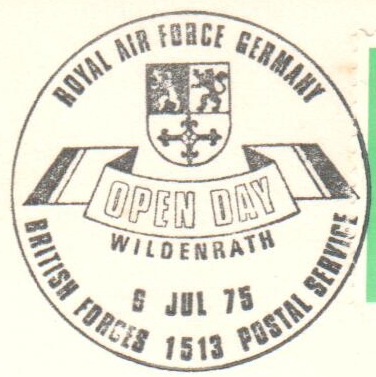 ROYAL AIR FORCE GERMANY
OPEN DAY
WILDENRATH
6 JUL 75
BRITISH FORCES 1513 POSTAL SERVICE